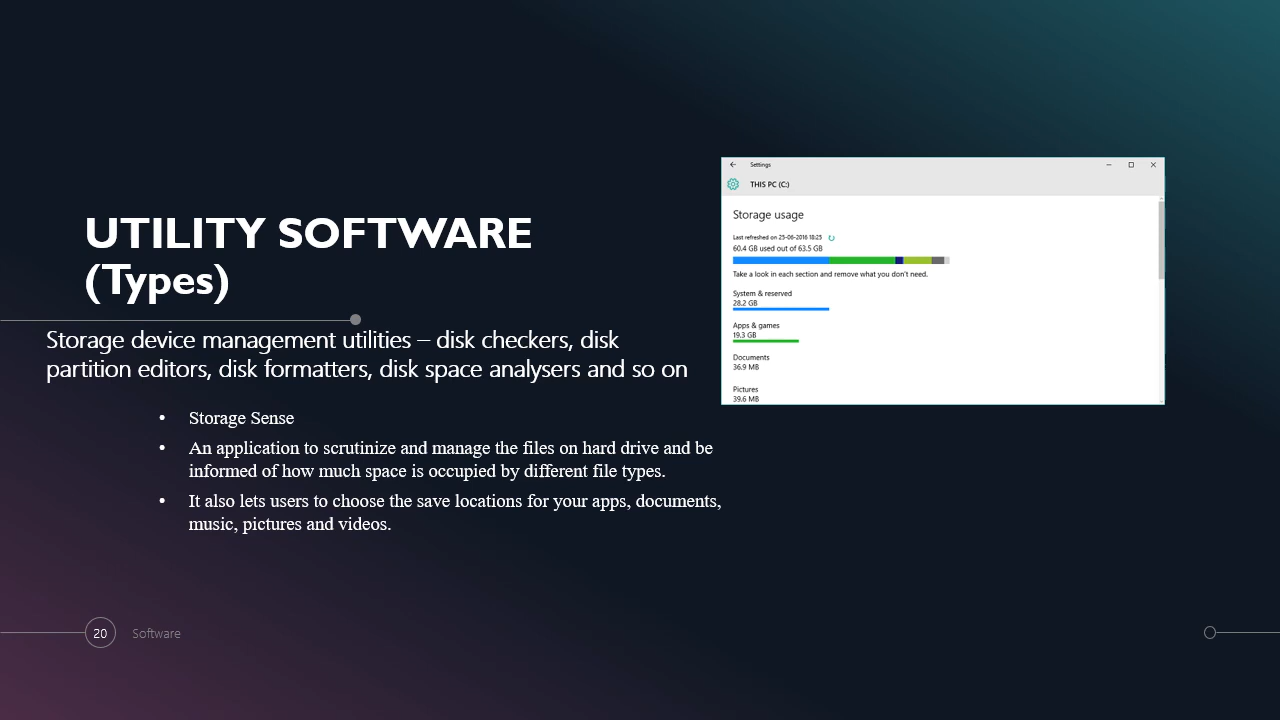 UTILITY SOFTWARE
(Types)
Storage device management utilities – disk checkers, disk
partition editors, disk formatters, disk space analysers and so on
• Storage Sense
• An application to scrutinize and manage the files on hard drive and be
informed of how much space is occupied by different file types.
• It also lets users to choose the save locations for your apps, documents,
music, pictures and videos.
Settings
THIS PC (C:)
Storage usage
Last refreshed on 25-06-2016 18:25
60.4 GB used out of 63.5 GB
Take a look in each section and remove what you don't need.
System & reserved
28.2 GB
Apps & games
19.3 GB
Documents
36.9 MB
Pictures
39.6 MB
20 Software